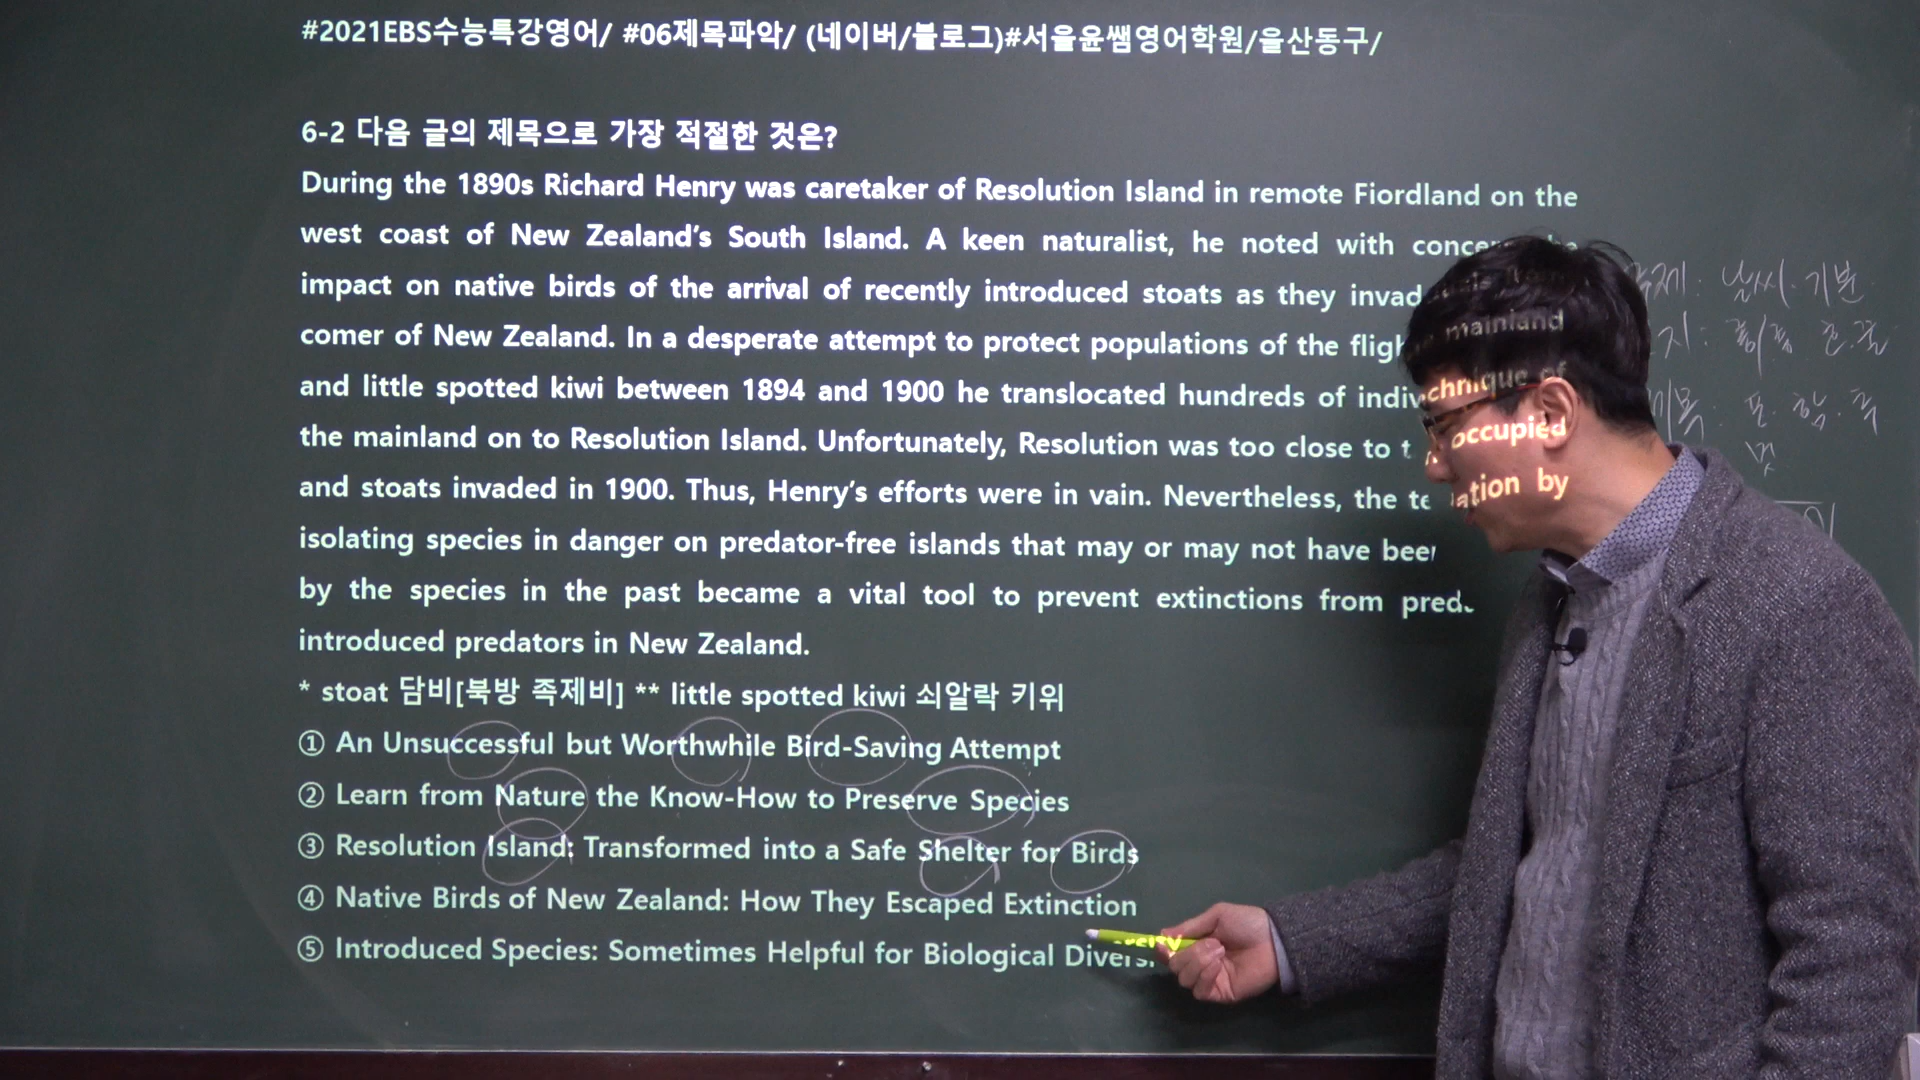 #2021EBS수능특강영어/ #06제목파악/ (네이버/블로그)#서울윤쌤영어학원/울산동구/
6-2 다음 글의 제목으로 가장 적절한 것은?
During the 1890s Richard Henry was caretaker of Resolution Island in remote Fiordland on the
west coast of New Zealand's South Island. A keen naturalist, he noted with
impact on native birds of the arrival of recently introduced stoats as they
comer of New Zealand. In a desperate attempt to protect populations of the
and little spotted kiwi between 1894 and 1900 he translocated hundreds of
the mainland on to Resolution Island. Unfortunately, Resolution was too close to mainland
and stoats invaded in 1900. Thus, Henry's efforts were in vain. Nevertheless, the of
isolating species in danger on predator-free islands that may or may not have occupied
by the species in the past became a vital tool to prevent extinctions from by
introduced predators in New Zealand.
* stoat 담비[북방 족제비] ** little spotted kiwi 쇠알락 키위
① An Unsuccessful but Worthwhile Bird-Saving Attempt
② Learn from Nature the Know-How to Preserve Species
③ Resolution Island: Transformed into a Safe Shelter for Birds
④ Native Birds of New Zealand: How They Escaped Extinction
⑤ Introduced Species: Sometimes Helpful for Biological
날씨. 기분